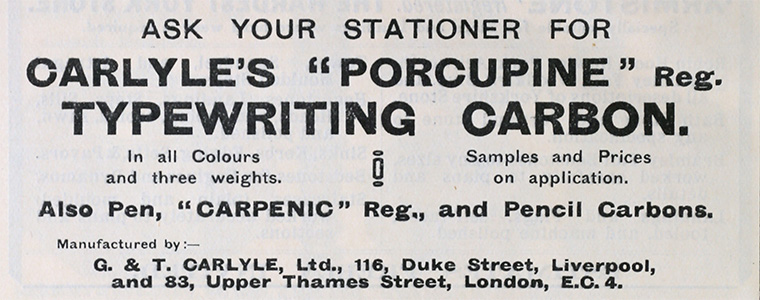 ASK YOUR STATIONER FOR
CARLYLE'S "PORCUPINE" Reg.
TYPEWRITING CARBON.
In all Colours
and three weights.
Samples and Prices
on application.
Also Pen, "CARPENIC" Reg., and Pencil Carbons.
Manufactured by:—
G. & T. CARLYLE, Ltd., 116, Duke Street, Liverpool,
and 83, Upper Thames Street, London, E.C. 4.